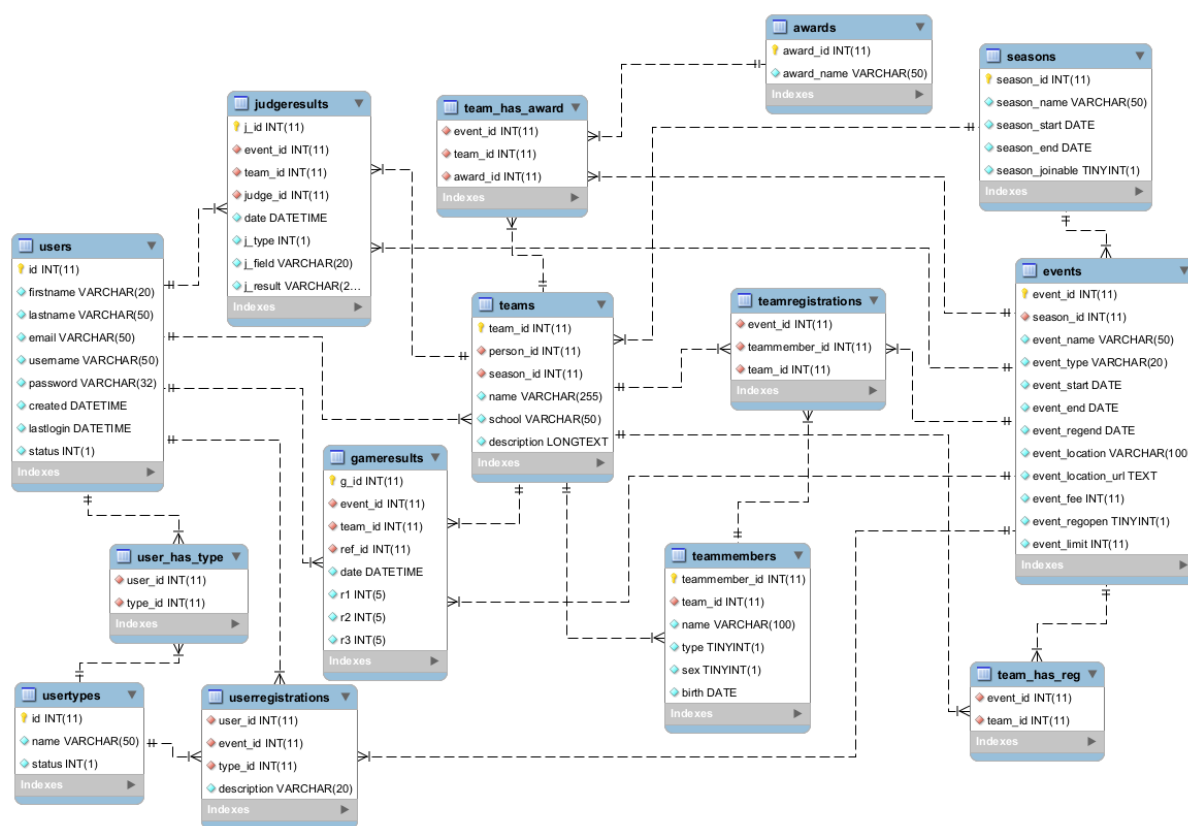 awards
award_id INT(11)
award_name VARCHAR(50)
Indexes
seasons
season_id INT(11)
season_name VARCHAR(50)
season_start DATE
season_end DATE
season_joinable TINYINT(1)
Indexes
judgeresults
j_id INT(11)
event_id INT(11)
team_id INT(11)
judge_id INT(11)
date DATETIME
j_type INT(1)
j_field VARCHAR(20)
j_result VARCHAR(2...
Indexes
team_has_award
event_id INT(11)
team_id INT(11)
award_id INT(11)
Indexes
users
id INT(11)
firstname VARCHAR(20)
lastname VARCHAR(50)
email VARCHAR(50)
username VARCHAR(50)
password VARCHAR(32)
created DATETIME
lastlogin DATETIME
status INT(1)
Indexes
teams
team_id INT(11)
person_id INT(11)
season_id INT(11)
name VARCHAR(255)
school VARCHAR(50)
description LONGTEXT
Indexes
teamregistrations
event_id INT(11)
teammember_id INT(11)
team_id INT(11)
Indexes
events
event_id INT(11)
season_id INT(11)
event_name VARCHAR(50)
event_type VARCHAR(20)
event_start DATE
event_end DATE
event_regend DATE
event_location VARCHAR(100
event_location_url TEXT
event_fee INT(11)
event_regopen TINYINT(1)
event_limit INT(11)
Indexes
gameresults
g_id INT(11)
event_id INT(11)
team_id INT(11)
ref_id INT(11)
date DATETIME
r1 INT(5)
r2 INT(5)
r3 INT(5)
Indexes
user_has_type
user_id INT(11)
type_id INT(11)
Indexes
teammembers
teammember_id INT(11)
team_id INT(11)
name VARCHAR(100)
type TINYINT(1)
sex TINYINT(1)
birth DATE
Indexes
usertypes
id INT(11)
name VARCHAR(50)
status INT(1)
Indexes
userregistrations
user_id INT(11)
event_id INT(11)
type_id INT(11)
description VARCHAR(20)
Indexes
team_has_reg
event_id INT(11)
team_id INT(11)
Indexes